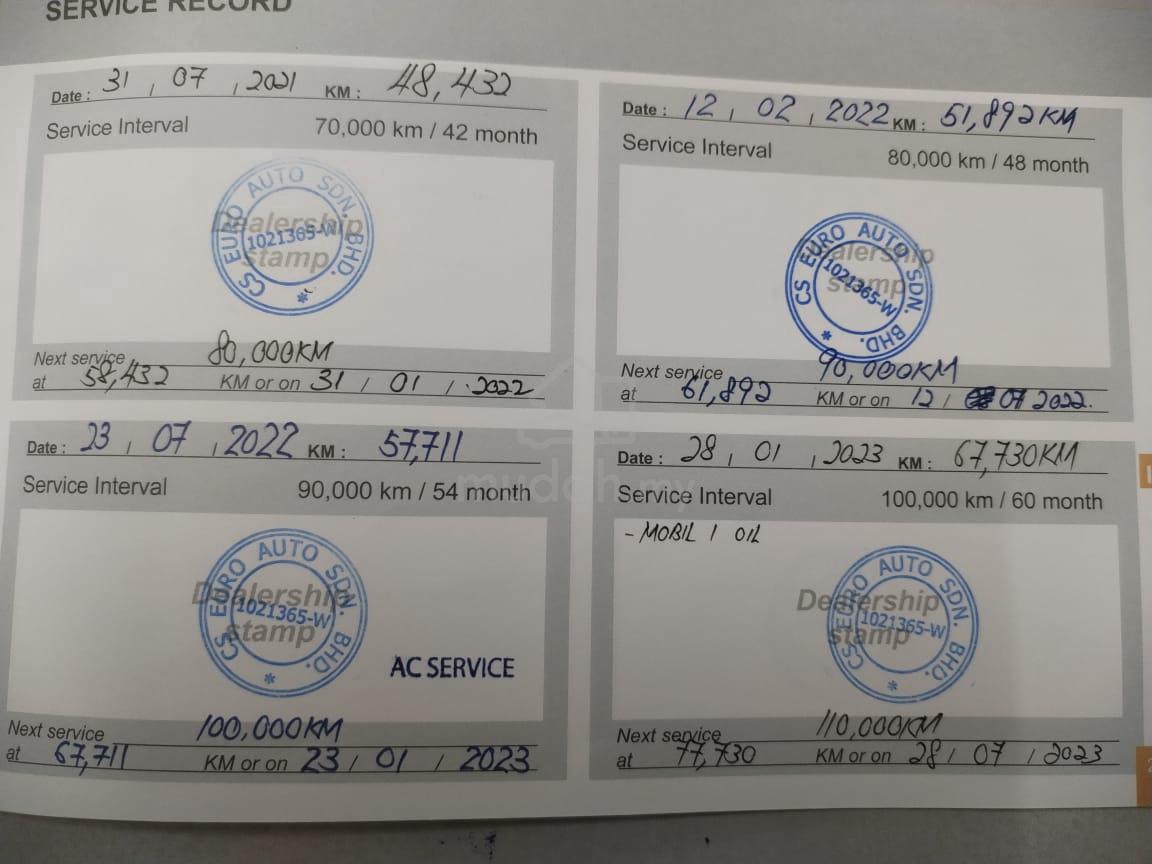 SERVICE RECORD
Date : 31 , 07 , 2021 KM : 48,432
Service Interval 70,000 km / 42 month
CS EURO AUTO SDN. BHD. *
1021365-W
Dealership
stamp
Next service 80,000KM
at 58,432 KM or on 31 / 01 / 2022
Date : 12 , 02 , 2022 KM : 51,892KM
Service Interval 80,000 km / 48 month
CS EURO AUTO SDN. BHD. *
1021365-W
Dealership
stamp
Next service 90,000KM
at 61,892 KM or on 12 / 07 2022.
Date : 23 , 07 , 2022 KM : 57,711
Service Interval 90,000 km / 54 month
CS EURO AUTO SDN. BHD. *
1021365-W
Dealership
stamp
AC SERVICE
Next service 100,000KM
at 67,711 KM or on 23 / 01 / 2023
Date : 28 , 01 , 2023 KM : 67,730KM
Service Interval 100,000 km / 60 month
- MOBIL 1 OIL
CS EURO AUTO SDN. BHD. *
1021365-W
Dealership
stamp
Next service 110,000KM
at 77,730 KM or on 28 / 07 / 2023
mudah.my